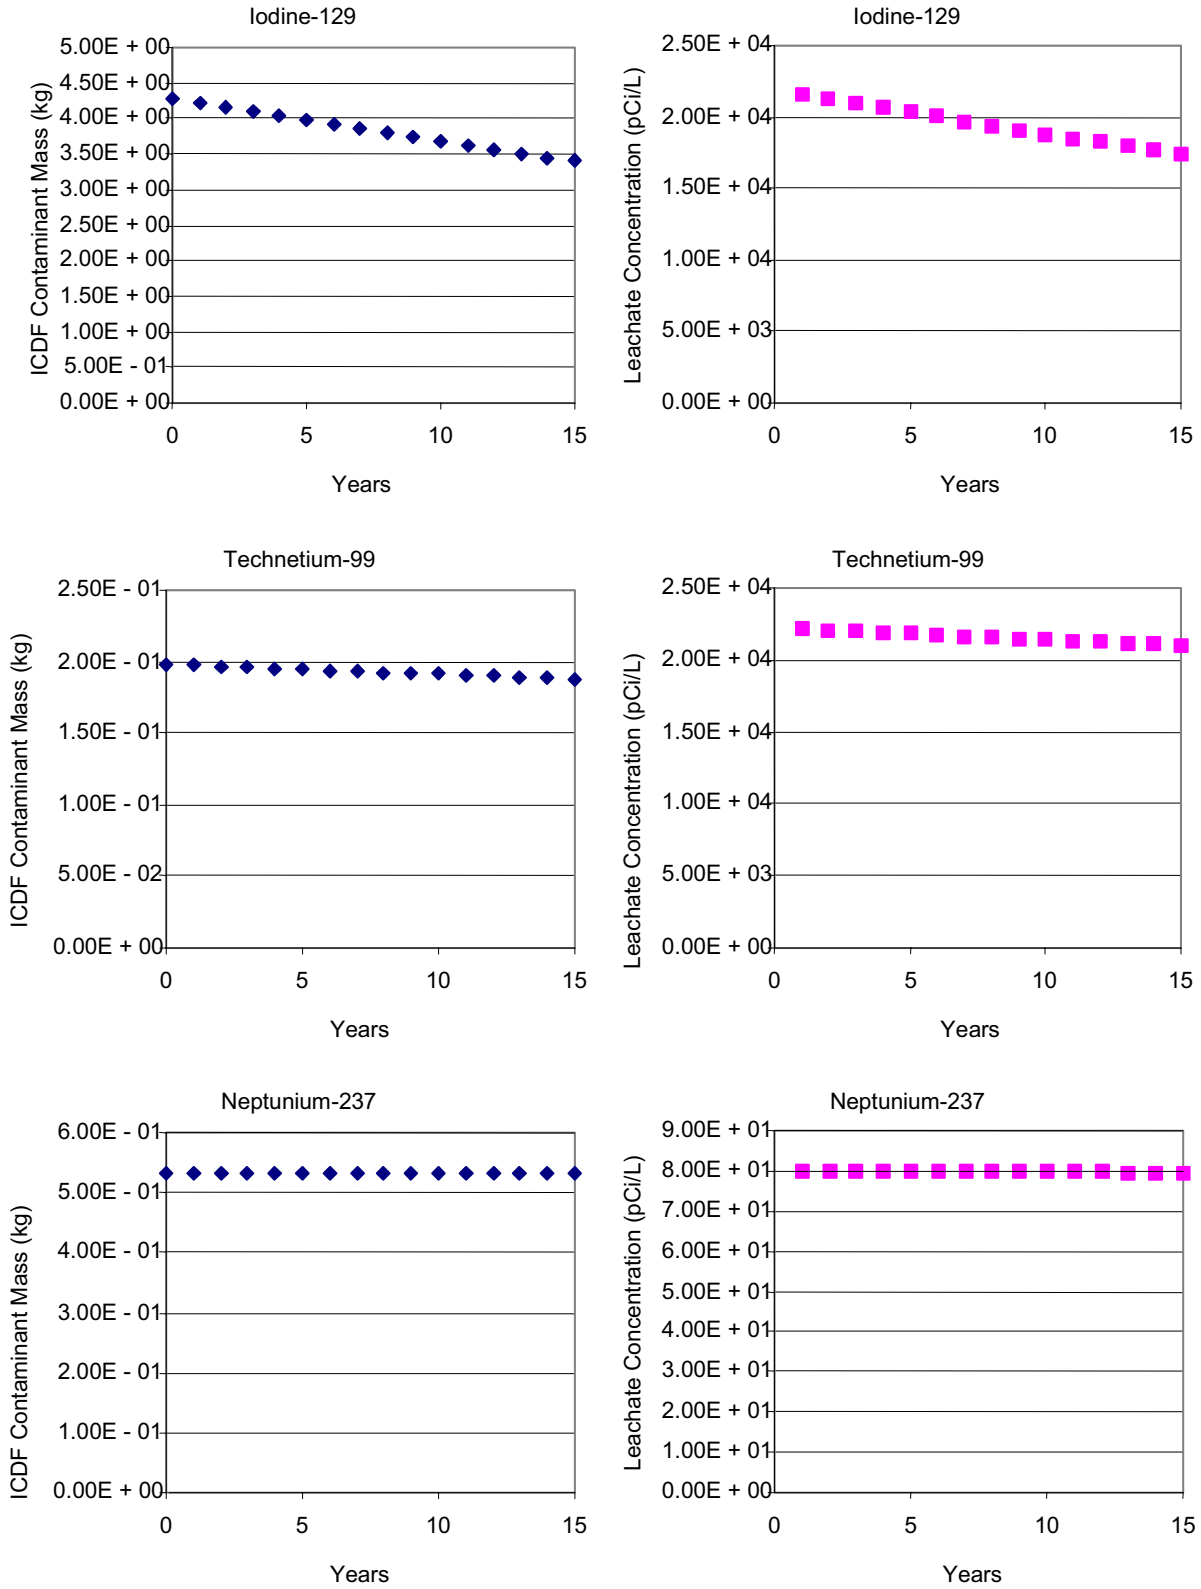 Iodine-129
ICDF Contaminant Mass (kg)
5.00E + 00
4.50E + 00
4.00E + 00
3.50E + 00
3.00E + 00
2.50E + 00
2.00E + 00
1.50E + 00
1.00E + 00
5.00E - 01
0.00E + 00
0 5 10 15
Years
Iodine-129
Leachate Concentration (pCi/L)
2.50E + 04
2.00E + 04
1.50E + 04
1.00E + 04
5.00E + 03
0.00E + 00
0 5 10 15
Years
Technetium-99
ICDF Contaminant Mass (kg)
2.50E - 01
2.00E - 01
1.50E - 01
1.00E - 01
5.00E - 02
0.00E + 00
0 5 10 15
Years
Technetium-99
Leachate Concentration (pCi/L)
2.50E + 04
2.00E + 04
1.50E + 04
1.00E + 04
5.00E + 03
0.00E + 00
0 5 10 15
Years
Neptunium-237
ICDF Contaminant Mass (kg)
6.00E - 01
5.00E - 01
4.00E - 01
3.00E - 01
2.00E - 01
1.00E - 01
0.00E + 00
0 5 10 15
Years
Neptunium-237
Leachate Concentration (pCi/L)
9.00E + 01
8.00E + 01
7.00E + 01
6.00E + 01
5.00E + 01
4.00E + 01
3.00E + 01
2.00E + 01
1.00E + 01
0.00E + 00
0 5 10 15
Years